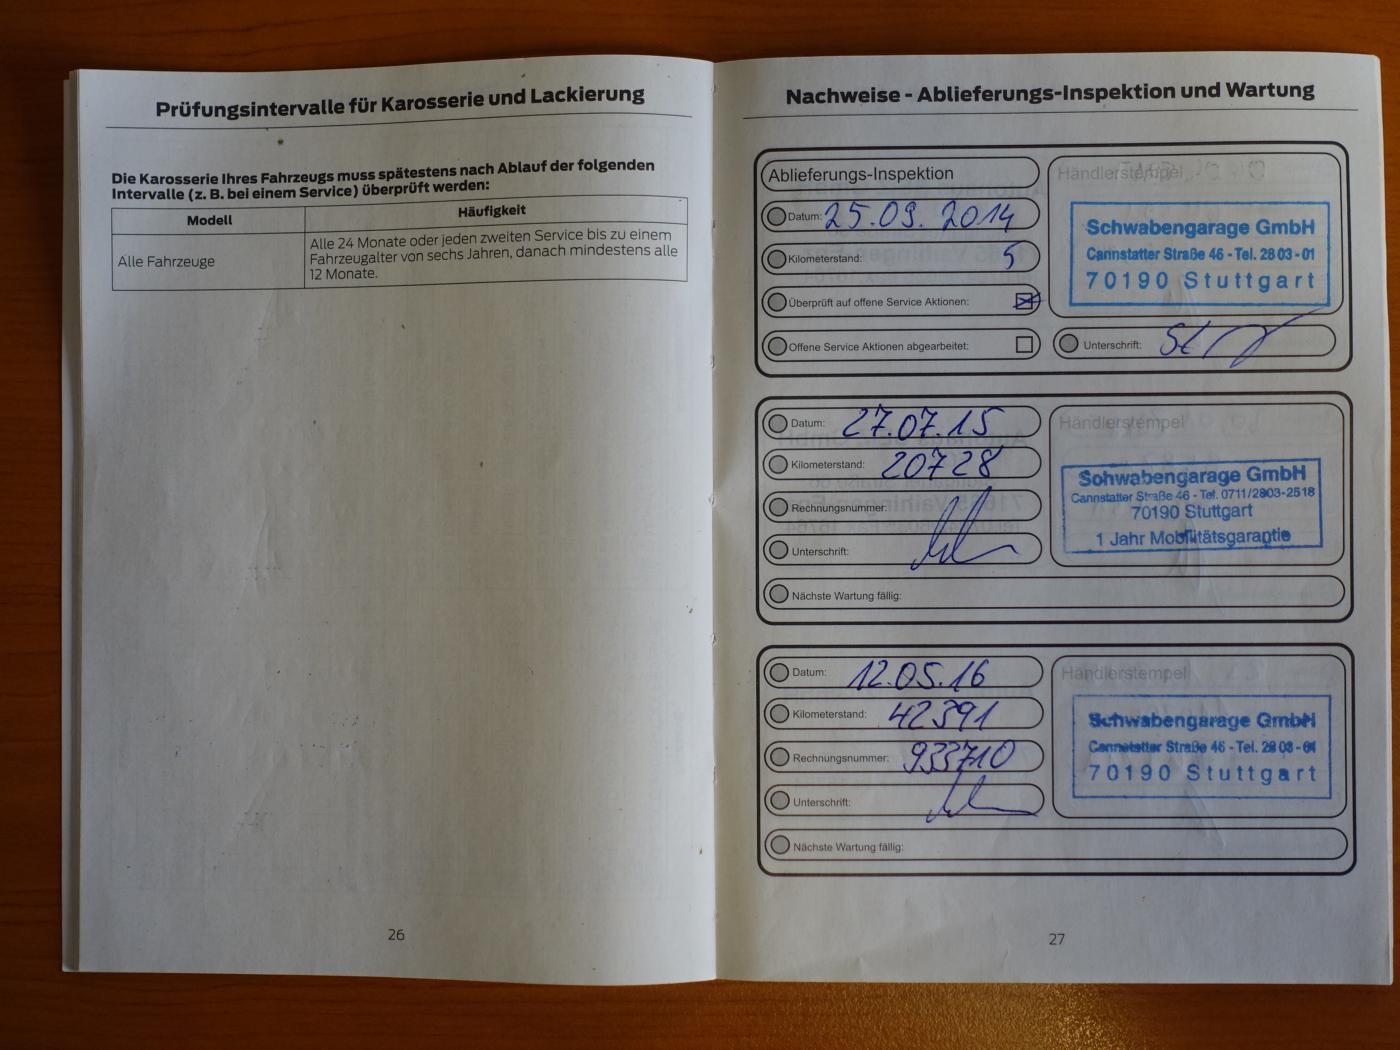 Prüfungsintervalle für Karosserie und Lackierung
Die Karosserie Ihres Fahrzeugs muss spätestens nach Ablauf der folgenden
Intervalle (z. B. bei einem Service) überprüft werden:
Modell
Häufigkeit
Alle Fahrzeuge
Alle 24 Monate oder jeden zweiten Service bis zu einem
Fahrzeugalter von sechs Jahren, danach mindestens alle
12 Monate.
26
Nachweise - Ablieferungs-Inspektion und Wartung
Ablieferungs-Inspektion
Datum: 25.09.2014
Kilometerstand: 5
Überprüft auf offene Service Aktionen:
Offene Service Aktionen abgearbeitet:
Händlerstempel
Schwabengarage GmbH
Cannstatter Straße 46 - Tel. 28 03 - 01
70190 Stuttgart
Unterschrift:
Datum: 27.07.15
Kilometerstand: 20728
Rechnungsnummer:
Unterschrift:
Nächste Wartung fällig:
Händlerstempel
Schwabengarage GmbH
Cannstatter Straße 46 - Tel. 0711/2803-2518
70190 Stuttgart
1 Jahr Mobilitätsgarantie
Datum: 12.05.16
Kilometerstand: 42391
Rechnungsnummer: 933710
Unterschrift:
Nächste Wartung fällig:
Händlerstempel
Schwabengarage GmbH
Cannstatter Straße 46 - Tel. 28 03 - 01
70190 Stuttgart
27